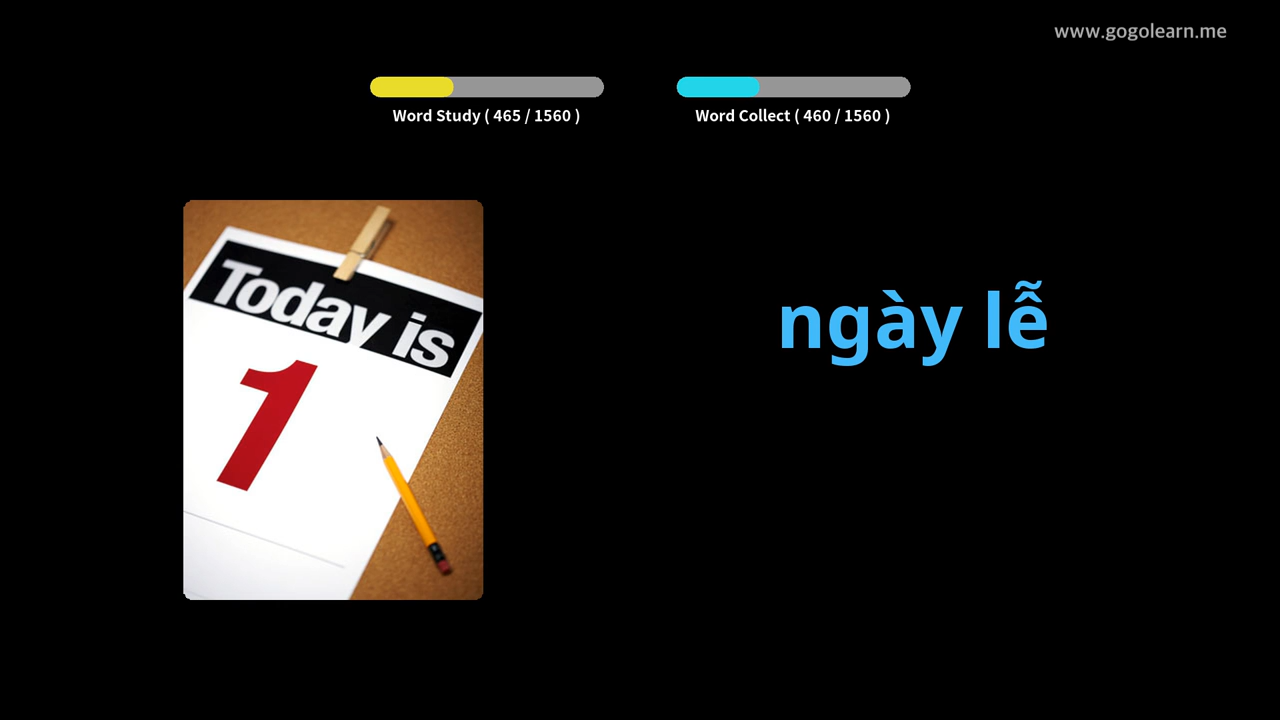 www.gogolearn.me
Word Study ( 465 / 1560 )
Word Collect ( 460 / 1560 )
Today is
1
ngày lễ